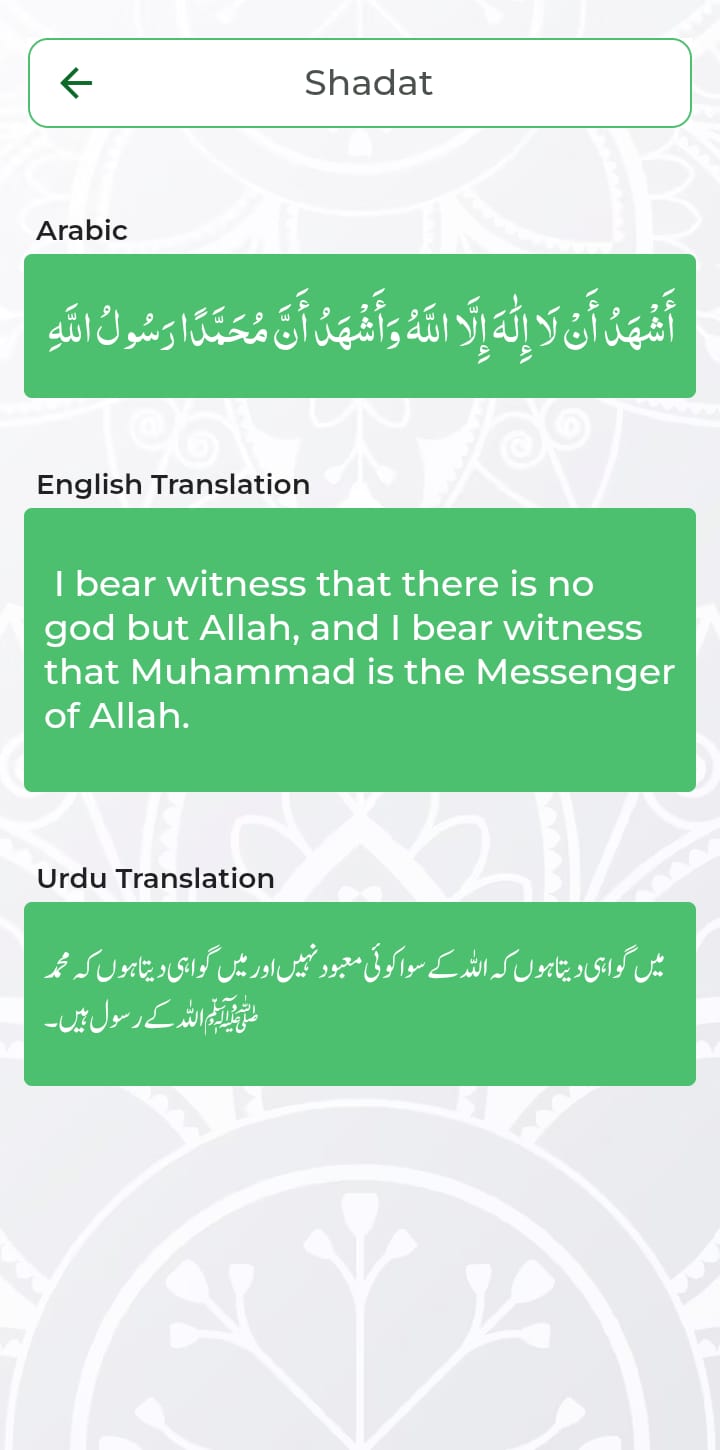 Shadat
Arabic
أَشْهَدُ أَنْ لَا إِلَٰهَ إِلَّا اللَّهُ وَأَشْهَدُ أَنَّ مُحَمَّدًا رَسُولُ اللَّهِ
English Translation
I bear witness that there is no
god but Allah, and I bear witness
that Muhammad is the Messenger
of Allah.
Urdu Translation
میں گواہی دیتا ہوں کہ اللہ کے سوا کوئی معبود نہیں اور میں گواہی دیتا ہوں کہ محمد
ﷺ اللہ کے رسول ہیں۔